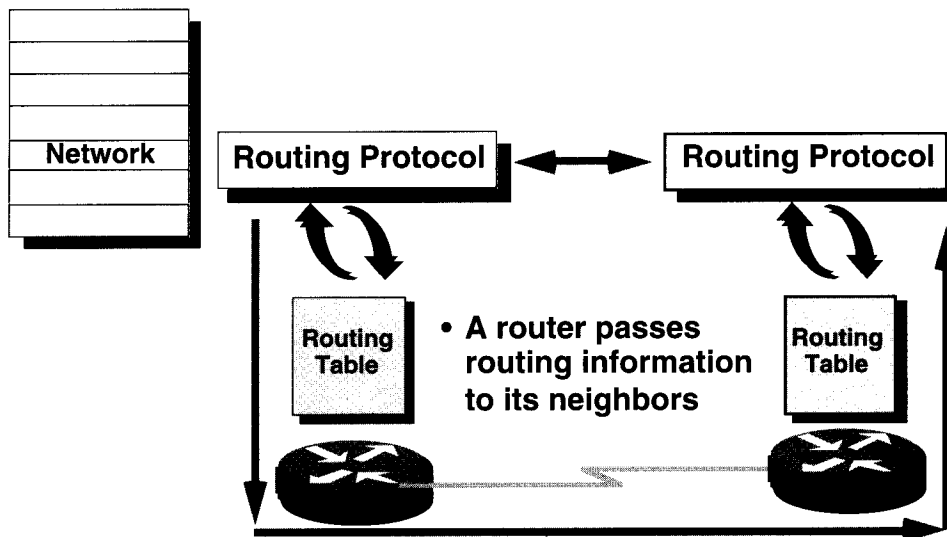 Network
Routing Protocol
Routing Protocol
Routing
Table
• A router passes
routing information
to its neighbors
Routing
Table